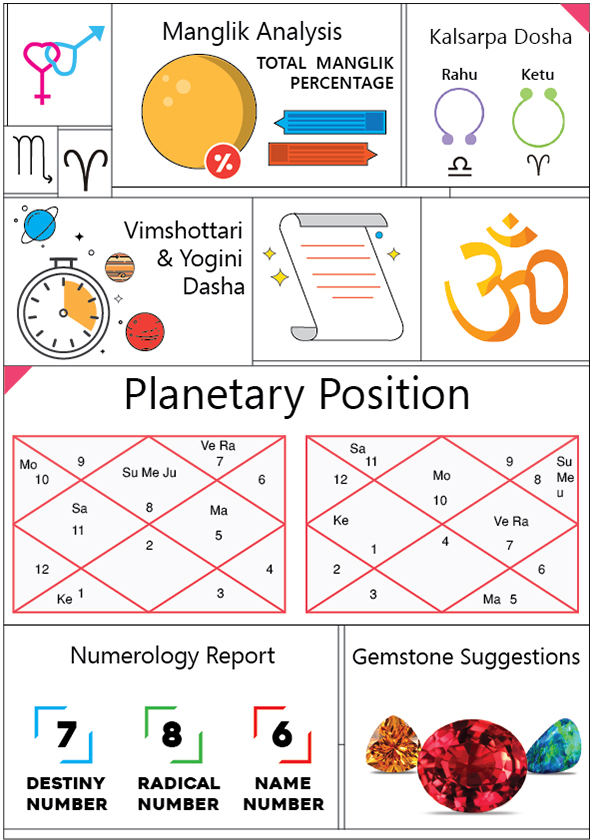 Manglik Analysis
TOTAL MANGLIK
PERCENTAGE
%
Kalsarpa Dosha
Rahu Ketu
♎ ♈
♏ ♈
Vimshottari
& Yogini
Dasha
ॐ
Planetary Position
Mo
10
9
Su Me Ju
8
Ve Ra
7
6
Sa
11
2
Ma
5
12
Ke 1
3
4
Sa
11
12
Mo
10
9
8
Su
Me
u
Ke
1
4
Ve Ra
7
2
3
6
Ma 5
Numerology Report
7 8 6
DESTINY RADICAL NAME
NUMBER NUMBER NUMBER
Gemstone Suggestions